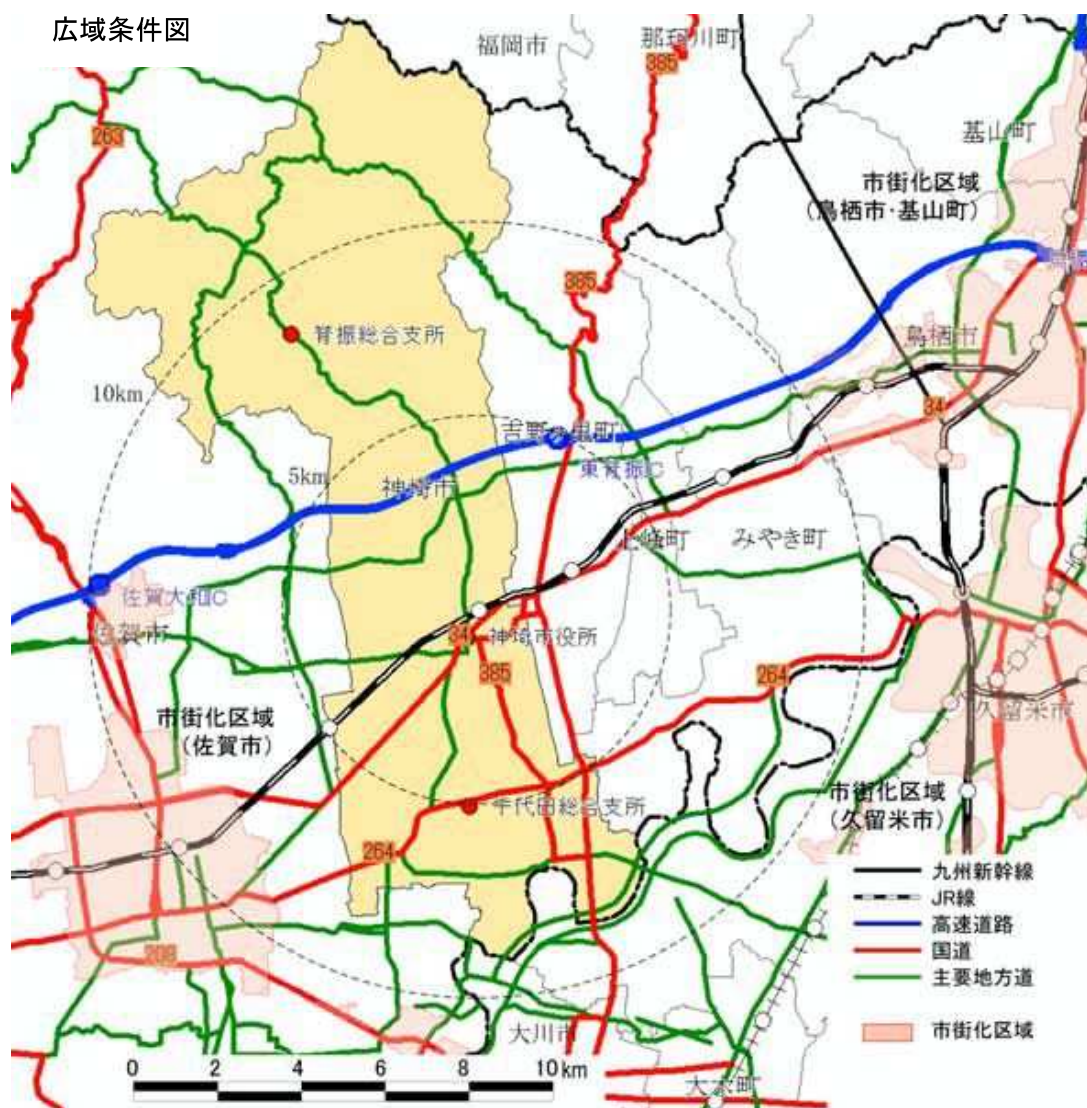 広域条件図
福岡市
那珂川町
385
263
基山町
市街化区域
(鳥栖市・基山町)
385
脊振総合支所
鳥栖市
10km
34
吉野ヶ里町
5km
神埼市
東脊振IC
上峰町
みやき町
佐賀大和IC
佐賀市
34
神埼市役所
385
264
市街化区域
(佐賀市)
久留米市
千代田総合支所
市街化区域
(久留米市)
264
九州新幹線
JR線
高速道路
208
国道
主要地方道
市街化区域
大川市
0 2 4 6 8 10 km
大木町